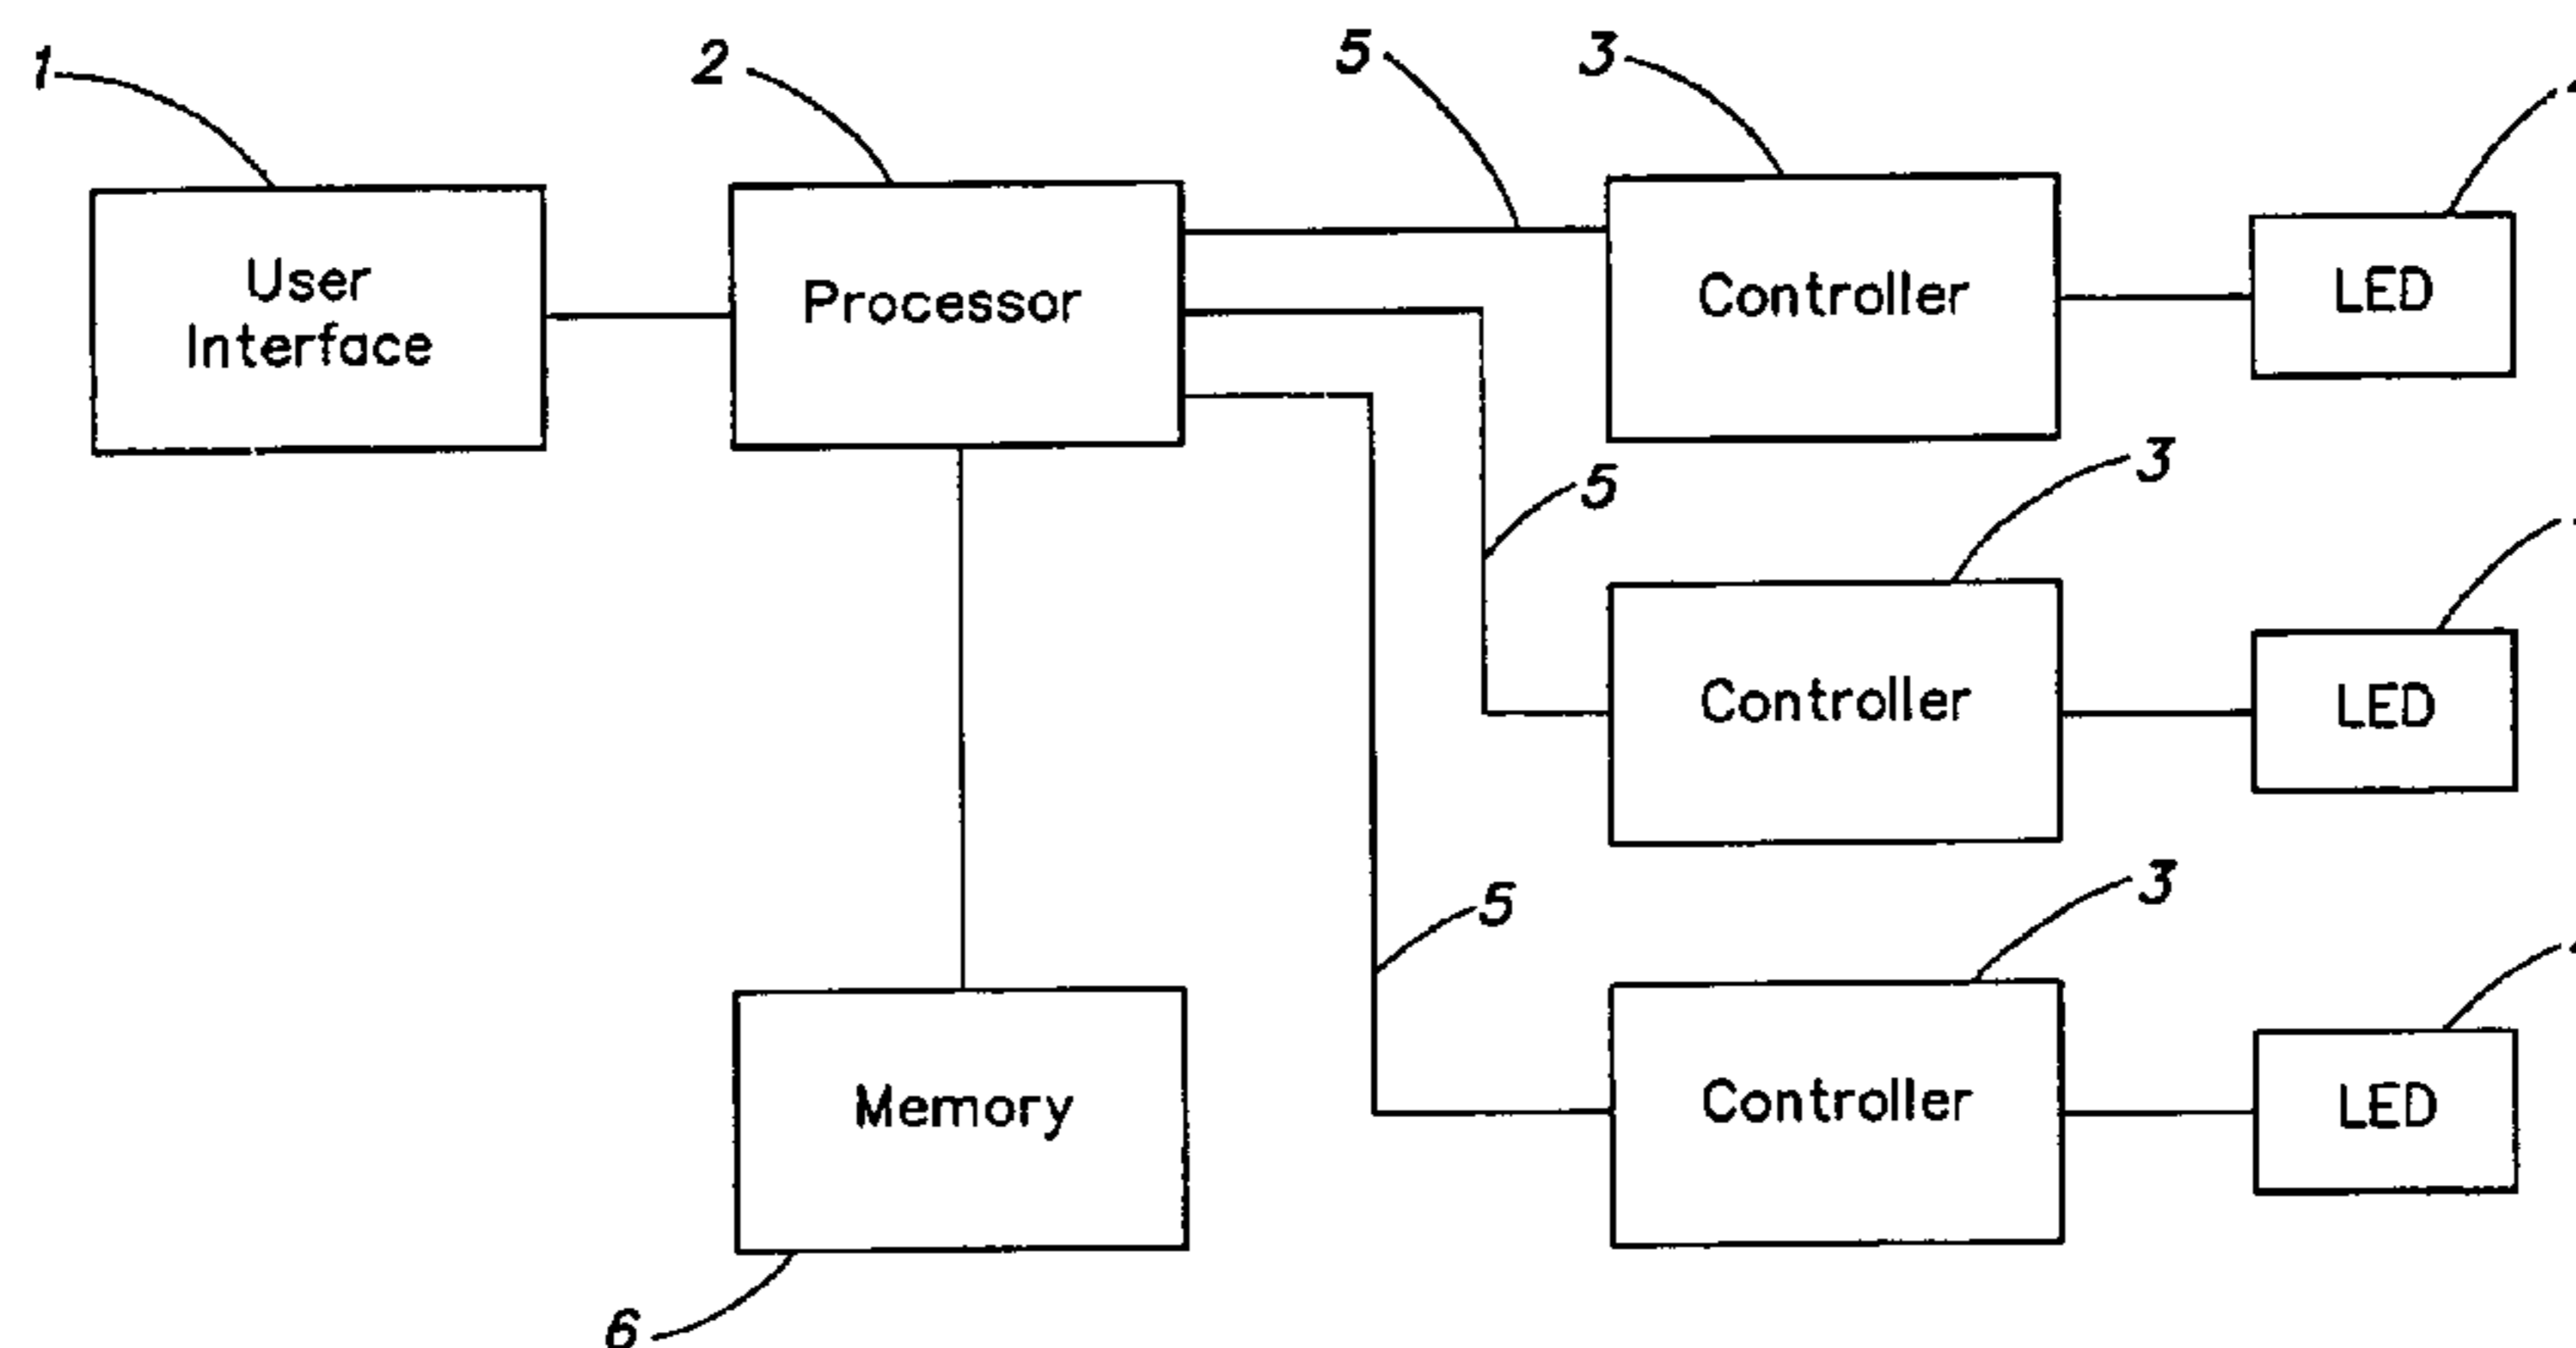 1
2
5
3
User
Interface
Processor
Controller
LED
5
3
Controller
LED
5
3
Memory
Controller
LED
6